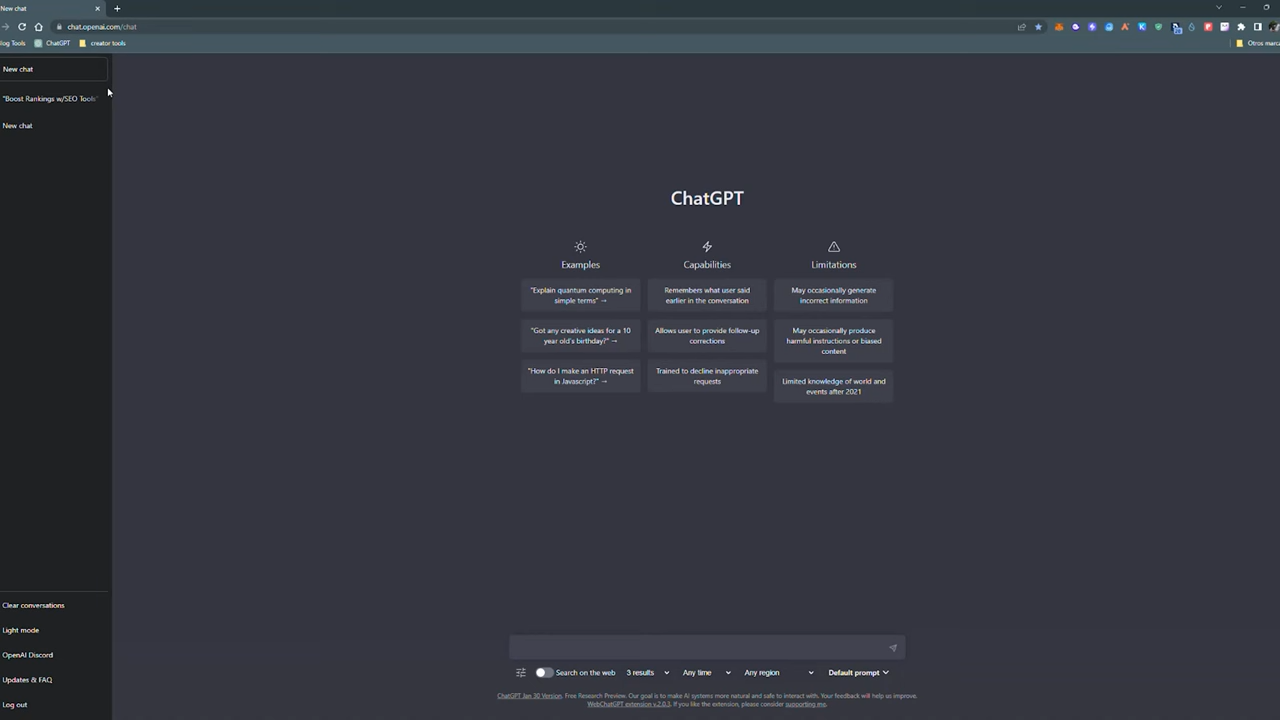 New chat
chat.openai.com/chat
log Tools
ChatGPT
creator tools
Otros marca
New chat
"Boost Rankings w/SEO Tools"
New chat
ChatGPT
Examples
"Explain quantum computing in
simple terms" →
"Got any creative ideas for a 10
year old's birthday?" →
"How do I make an HTTP request
in Javascript?" →
Capabilities
Remembers what user said
earlier in the conversation
Allows user to provide follow-up
corrections
Trained to decline inappropriate
requests
Limitations
May occasionally generate
incorrect information
May occasionally produce
harmful instructions or biased
content
Limited knowledge of world and
events after 2021
Search on the web
3 results
Any time
Any region
Default prompt
ChatGPT Jan 30 Version. Free Research Preview. Our goal is to make AI systems more natural and safe to interact with. Your feedback will help us improve.
WebChatGPT extension v.2.0.3. If you like the extension, please consider supporting me.
Clear conversations
Light mode
OpenAI Discord
Updates & FAQ
Log out